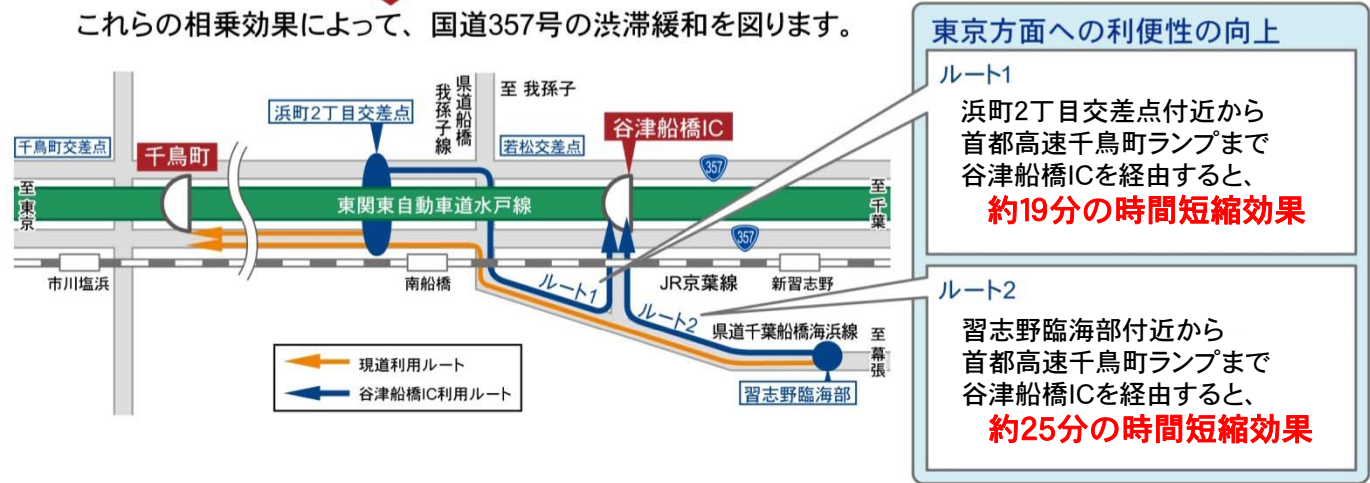 これらの相乗効果によって、国道357号の渋滞緩和を図ります。
千鳥町交差点
千鳥町
浜町2丁目交差点
県道船橋
我孫子線
至 我孫子
若松交差点
谷津船橋IC
357
至東京
東関東自動車道水戸線
至千葉
357
市川塩浜
南船橋
ルート1
JR京葉線
新習志野
ルート2
県道千葉船橋海浜線
至幕張
習志野臨海部
現道利用ルート
谷津船橋IC利用ルート
東京方面への利便性の向上
ルート1
浜町2丁目交差点付近から
首都高速千鳥町ランプまで
谷津船橋ICを経由すると、
約19分の時間短縮効果
ルート2
習志野臨海部付近から
首都高速千鳥町ランプまで
谷津船橋ICを経由すると、
約25分の時間短縮効果